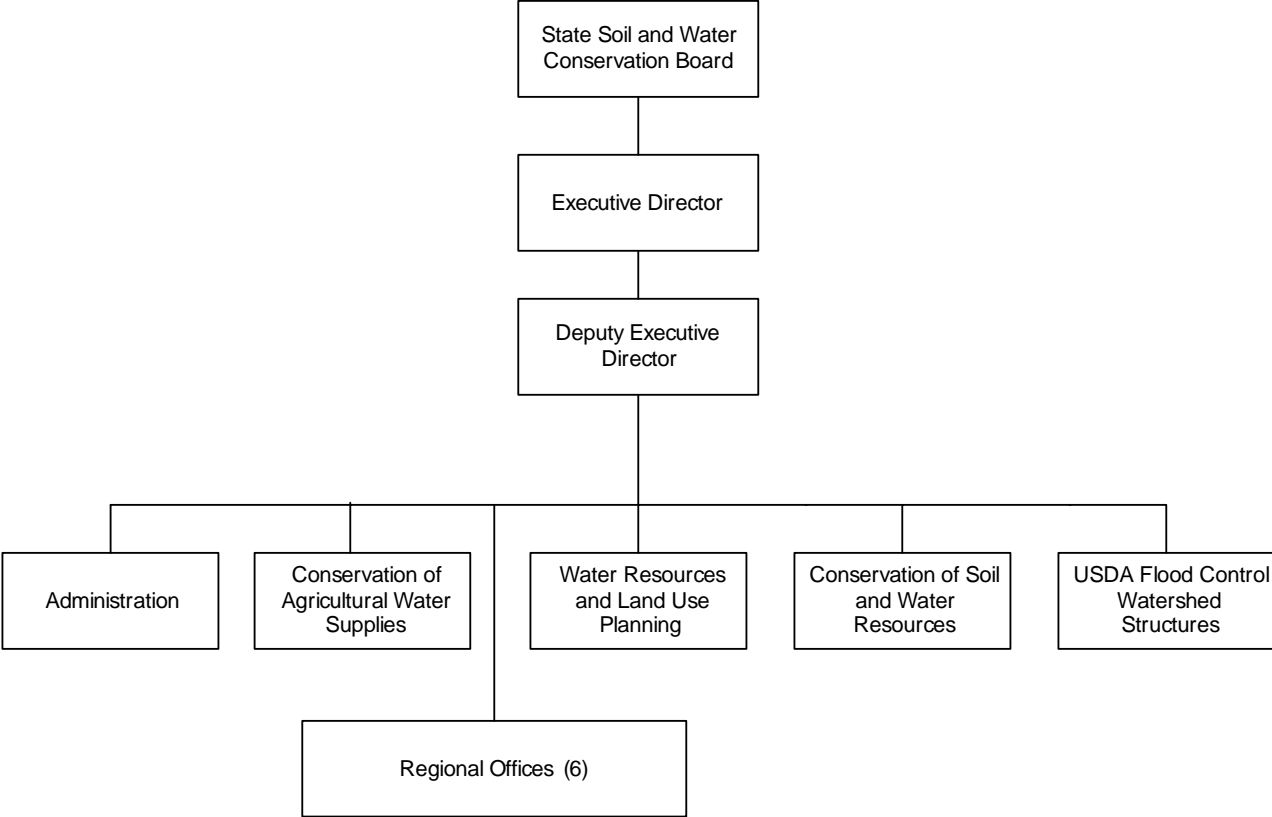 State Soil and Water
Conservation Board
Executive Director
Deputy Executive
Director
Administration
Conservation of
Agricultural Water
Supplies
Water Resources
and Land Use
Planning
Conservation of Soil
and Water
Resources
USDA Flood Control
Watershed
Structures
Regional Offices (6)